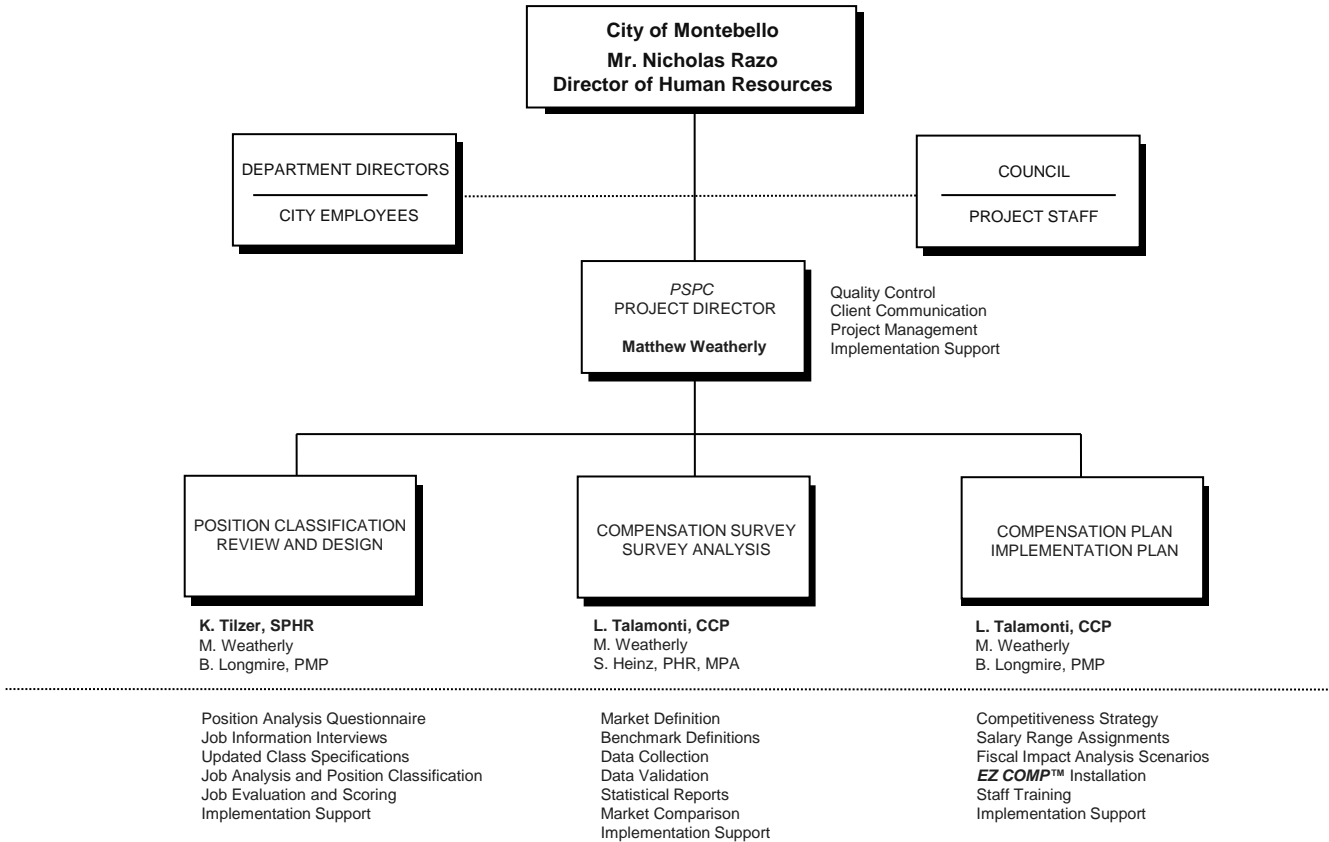 City of Montebello
Mr. Nicholas Razo
Director of Human Resources
DEPARTMENT DIRECTORS
CITY EMPLOYEES
COUNCIL
PROJECT STAFF
PSPC
PROJECT DIRECTOR
Matthew Weatherly
Quality Control
Client Communication
Project Management
Implementation Support
POSITION CLASSIFICATION
REVIEW AND DESIGN
COMPENSATION SURVEY
SURVEY ANALYSIS
COMPENSATION PLAN
IMPLEMENTATION PLAN
K. Tilzer, SPHR
M. Weatherly
B. Longmire, PMP
L. Talamonti, CCP
M. Weatherly
S. Heinz, PHR, MPA
L. Talamonti, CCP
M. Weatherly
B. Longmire, PMP
Position Analysis Questionnaire
Job Information Interviews
Updated Class Specifications
Job Analysis and Position Classification
Job Evaluation and Scoring
Implementation Support
Market Definition
Benchmark Definitions
Data Collection
Data Validation
Statistical Reports
Market Comparison
Implementation Support
Competitiveness Strategy
Salary Range Assignments
Fiscal Impact Analysis Scenarios
EZ COMP™ Installation
Staff Training
Implementation Support